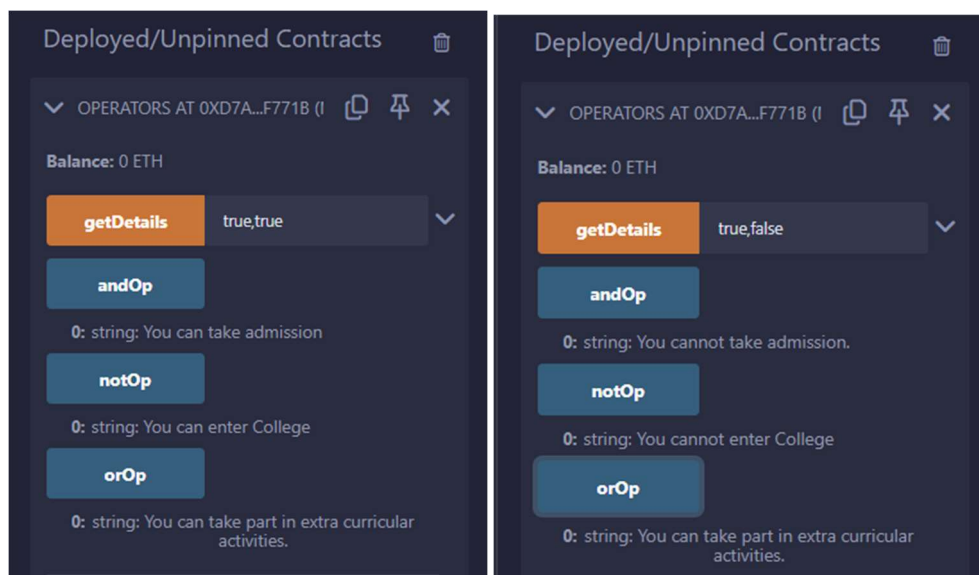 Deployed/Unpinned Contracts
OPERATORS AT 0XD7A...F771B (I
Balance: 0 ETH
getDetails true,true
andOp
0: string: You can take admission
notOp
0: string: You can enter College
orOp
0: string: You can take part in extra curricular
activities.
Deployed/Unpinned Contracts
OPERATORS AT 0XD7A...F771B (I
Balance: 0 ETH
getDetails true,false
andOp
0: string: You cannot take admission.
notOp
0: string: You cannot enter College
orOp
0: string: You can take part in extra curricular
activities.